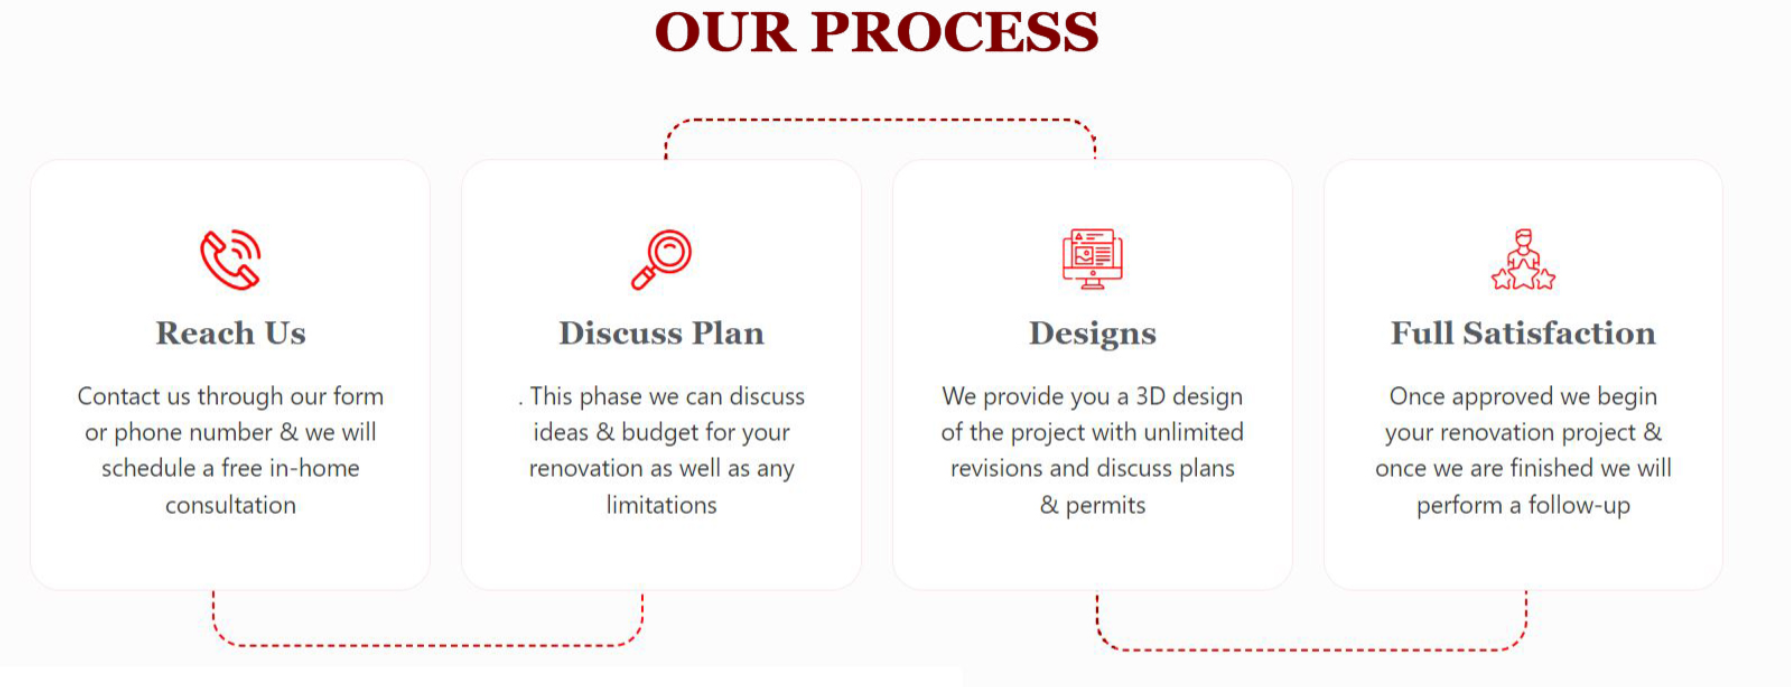 OUR PROCESS
Reach Us
Contact us through our form
or phone number & we will
schedule a free in-home
consultation
Discuss Plan
. This phase we can discuss
ideas & budget for your
renovation as well as any
limitations
Designs
We provide you a 3D design
of the project with unlimited
revisions and discuss plans
& permits
Full Satisfaction
Once approved we begin
your renovation project &
once we are finished we will
perform a follow-up